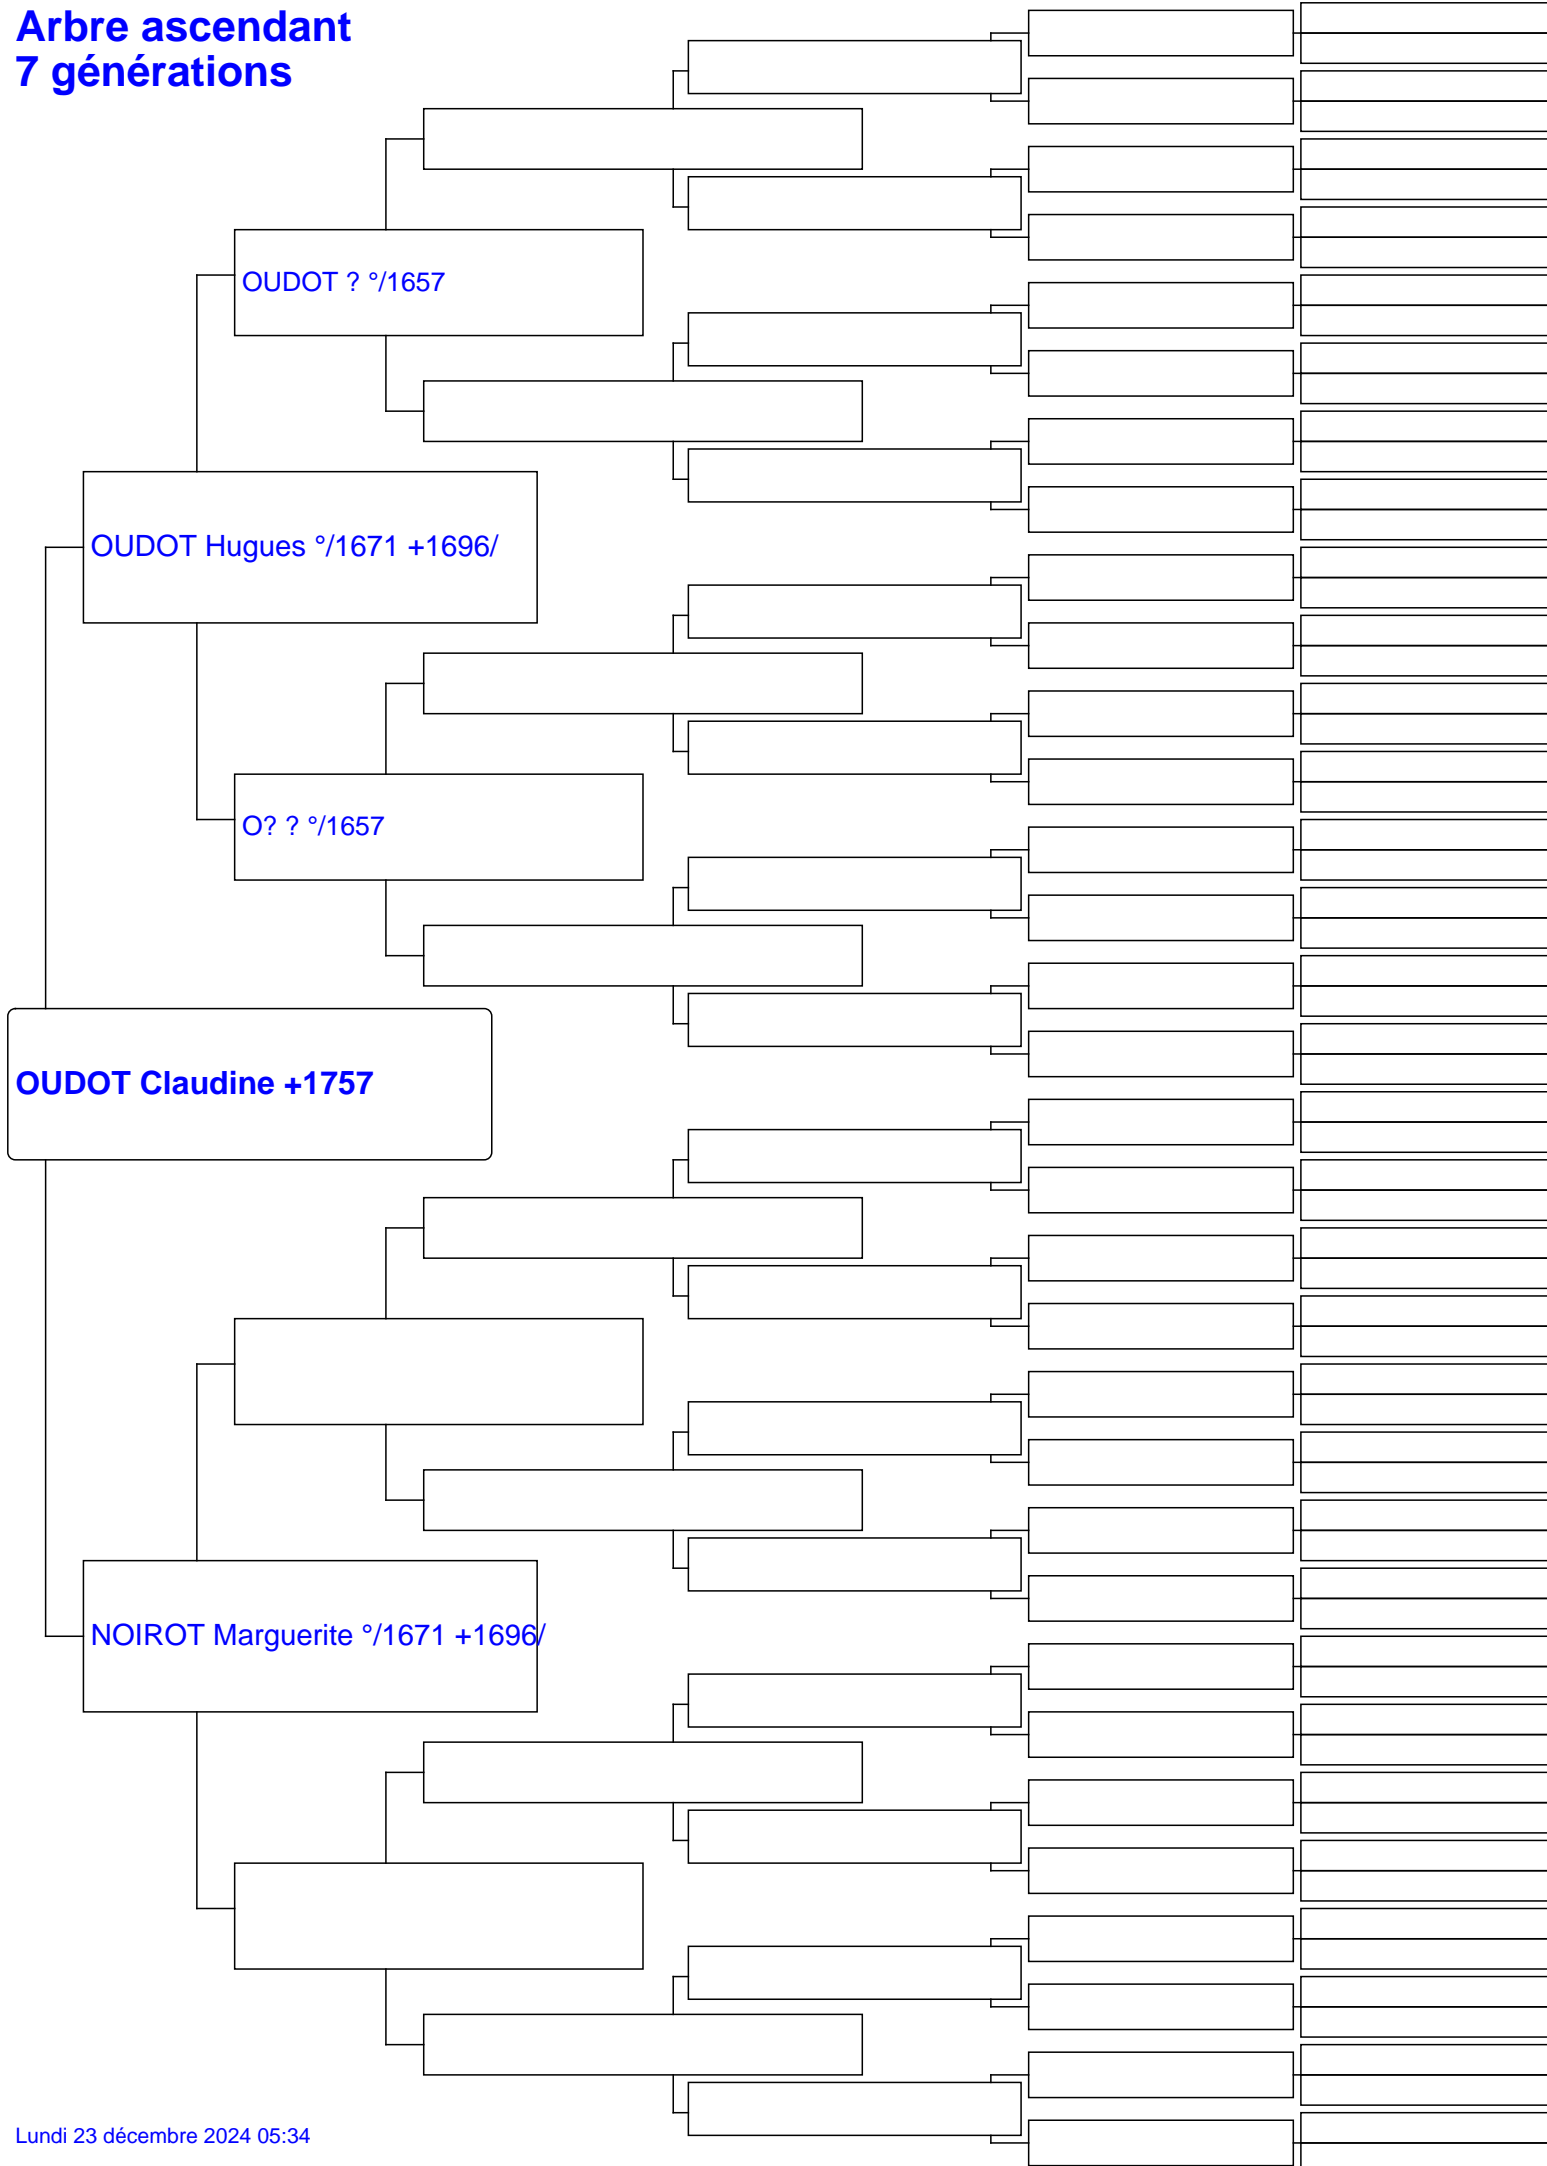 Arbre ascendant
7 générations
OUDOT ? °/1657
OUDOT Hugues °/1671 +1696/
O? ? °/1657
OUDOT Claudine +1757
NOIROT Marguerite °/1671 +1696/
Lundi 23 décembre 2024 05:34